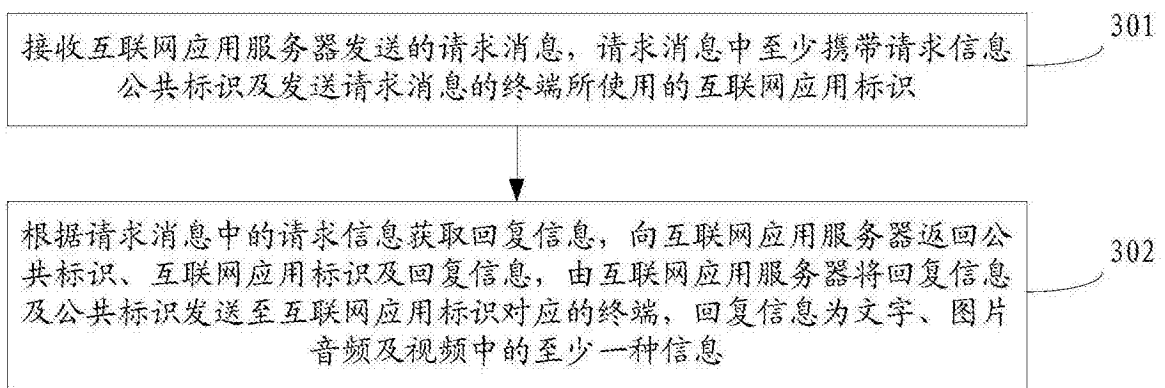 接收互联网应用服务器发送的请求消息，请求消息中至少携带请求信息
公共标识及发送请求消息的终端所使用的互联网应用标识
301
根据请求消息中的请求信息获取回复信息，向互联网应用服务器返回公
共标识、互联网应用标识及回复信息，由互联网应用服务器将回复信息
及公共标识发送至互联网应用标识对应的终端，回复信息为文字、图片
音频及视频中的至少一种信息
302